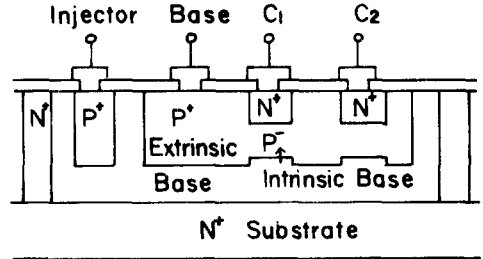 Injector Base C1 C2
N+ P+ P+ N+ N+
Extrinsic P-
Base Intrinsic Base
N+ Substrate